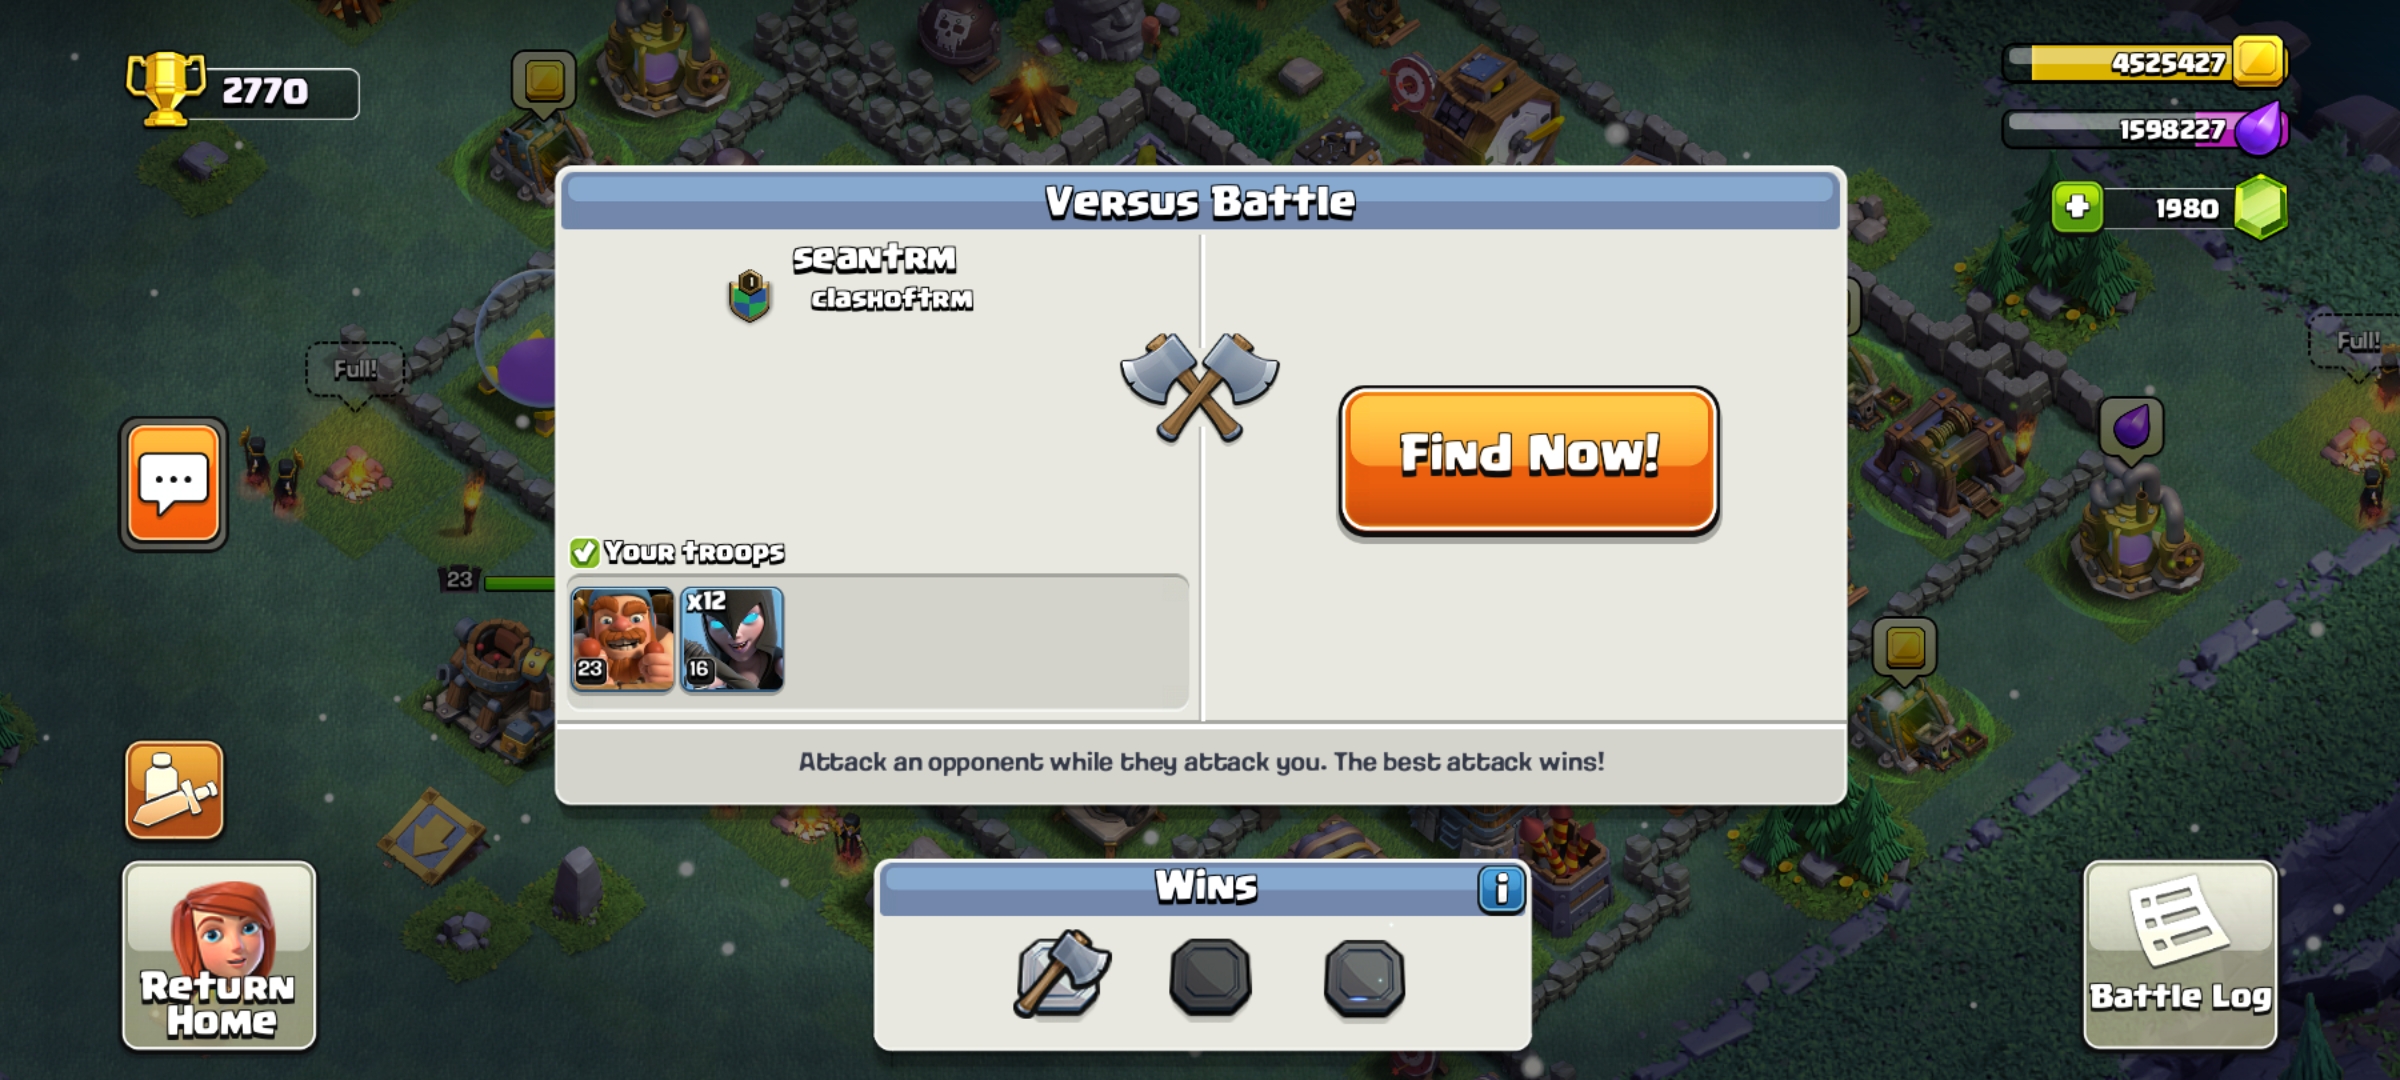 2770
4525427
1598227
1980
Versus Battle
seantrm
1
clashoftrm
Full!
Full!
Find Now!
Your troops
23
x12
23
16
Attack an opponent while they attack you. The best attack wins!
Wins
i
Return
Home
Battle Log